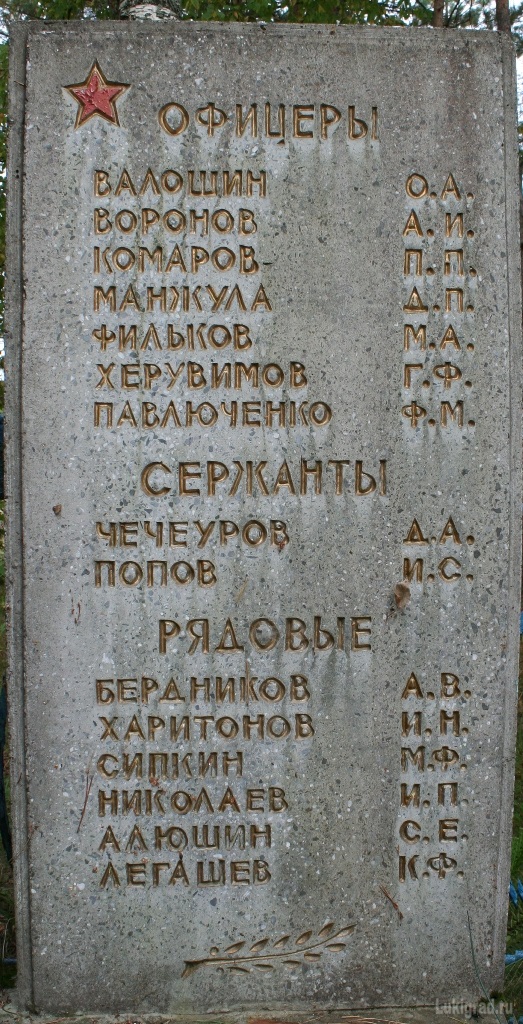 ОФИЦЕРЫ
ВАЛОШИН О.А.
ВОРОНОВ А.И.
КОМАРОВ П.П.
МАНЖУЛА Д.П.
ФИЛЬКОВ М.А.
ХЕРУВИМОВ Г.Ф.
ПАВЛЮЧЕНКО Ф.М.
СЕРЖАНТЫ
ЧЕЧЕУРОВ Д.А.
ПОПОВ И.С.
РЯДОВЫЕ
БЕРДНИКОВ А.В.
ХАРИТОНОВ И.Н.
СИПКИН М.Ф.
НИКОЛАЕВ И.П.
АЛЮШИН С.Е.
ЛЕГАШЕВ К.Ф.
Lukigrad.ru